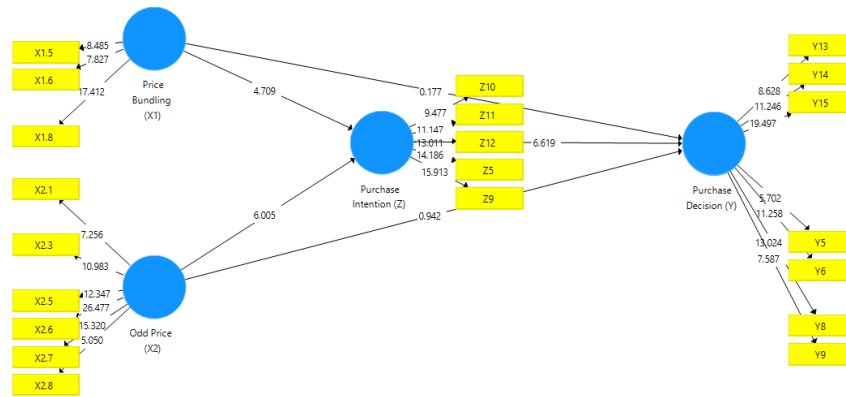 X1.5
X1.6
X1.8
8.485
7.827
17.412
Price
Bundling
(X1)
4.709
0.177
X2.1
X2.3
X2.5
X2.6
X2.7
X2.8
7.256
10.983
12.347
26.477
15.320
5.050
Odd Price
(X2)
6.005
0.942
Purchase
Intention (Z)
9.477
11.147
13.011
14.186
15.913
Z10
Z11
Z12
Z5
Z9
6.619
Purchase
Decision (Y)
8.628
11.246
19.497
Y13
Y14
Y15
5.702
11.258
13.024
7.587
Y5
Y6
Y8
Y9